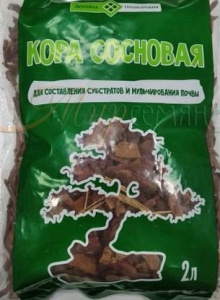 КОРА СОСНОВАЯ
ДЛЯ СОСТАВЛЕНИЯ СУБСТРАТОВ И МУЛЬЧИРОВАНИЯ ПОЧВЫ
2л